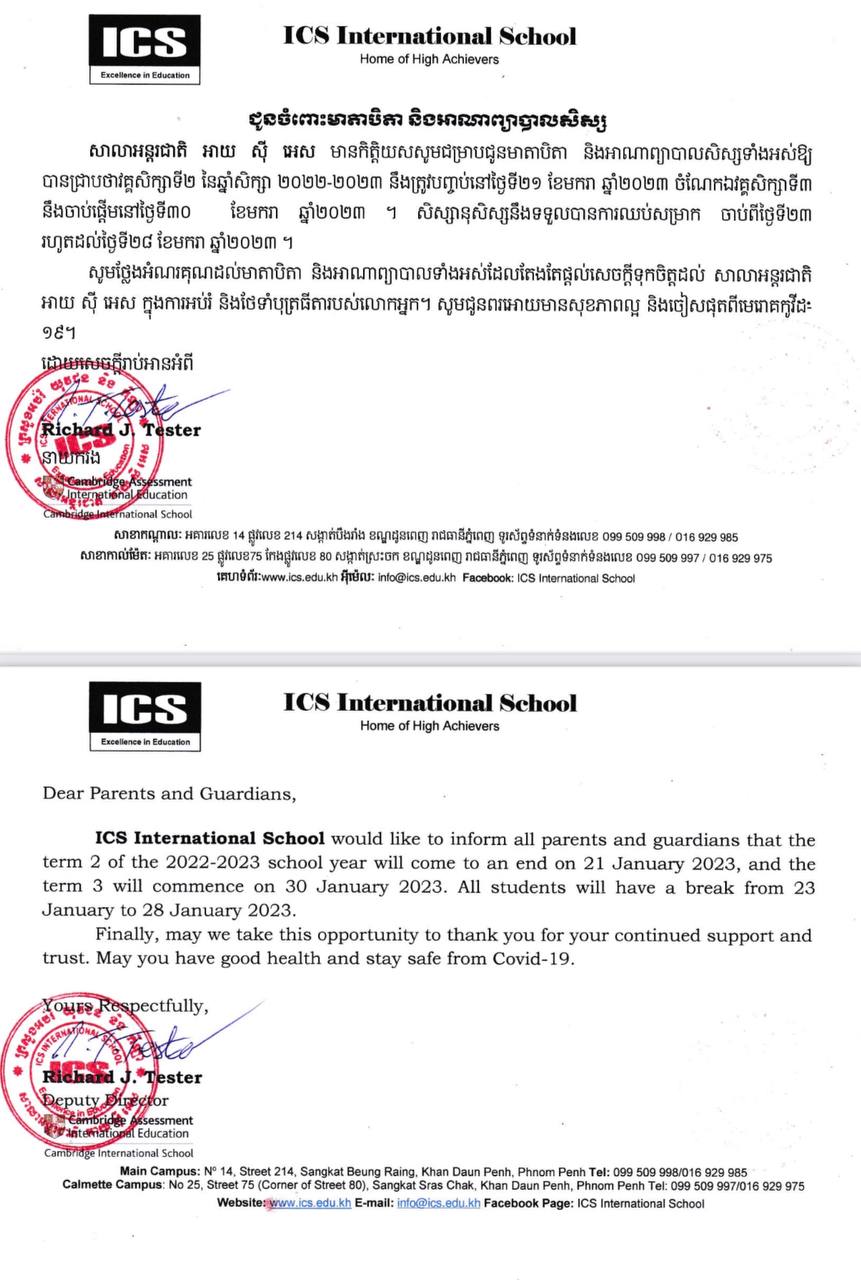 ICS
Excellence in Education
ICS International School
Home of High Achievers
ជូនចំពោះមាតាបិតា និងអាណាព្យាបាលសិស្ស
សាលាអន្តរជាតិ អាយ ស៊ី អេស មានកិត្តិយសសូមជម្រាបជូនមាតាបិតា និងអាណាព្យាបាលសិស្សទាំងអស់ឱ្យ
បានជ្រាបថាវគ្គសិក្សាទី២ នៃឆ្នាំសិក្សា ២០២២-២០២៣ នឹងត្រូវបញ្ចប់នៅថ្ងៃទី២១ ខែមករា ឆ្នាំ២០២៣ ចំណែកឯវគ្គសិក្សាទី៣
នឹងចាប់ផ្តើមនៅថ្ងៃទី៣០ ខែមករា ឆ្នាំ២០២៣ ។ សិស្សានុសិស្សនឹងទទួលបានការឈប់សម្រាក ចាប់ពីថ្ងៃទី២៣
រហូតដល់ថ្ងៃទី២៨ ខែមករា ឆ្នាំ២០២៣ ។
សូមថ្លែងអំណរគុណដល់មាតាបិតា និងអាណាព្យាបាលទាំងអស់ដែលតែងតែផ្តល់សេចក្តីទុកចិត្តដល់ សាលាអន្តរជាតិ
អាយ ស៊ី អេស ក្នុងការអប់រំ និងថែទាំបុត្រធីតារបស់លោកអ្នក។ សូមជូនពរអោយមានសុខភាពល្អ និងចៀសផុតពីមេរោគកូវីដ-
១៩។
ដោយសេចក្តីរាប់អានអំពី
Richard J. Tester
នាយករង
Cambridge Assessment
International Education
Cambridge International School
សាខាកណ្តាល: អគារលេខ 14 ផ្លូវលេខ 214 សង្កាត់បឹងរាំង ខណ្ឌដូនពេញ រាជធានីភ្នំពេញ ទូរស័ព្ទទំនាក់ទំនងលេខ 099 509 998 / 016 929 985
សាខាកាល់ម៉ែត: អគារលេខ 25 ផ្លូវលេខ75 កែងផ្លូវលេខ 80 សង្កាត់ស្រះចក ខណ្ឌដូនពេញ រាជធានីភ្នំពេញ ទូរស័ព្ទទំនាក់ទំនងលេខ 099 509 997 / 016 929 975
គេហទំព័រ:www.ics.edu.kh អ៊ីម៉ែល: info@ics.edu.kh Facebook: ICS International School
ICS
Excellence in Education
ICS International School
Home of High Achievers
Dear Parents and Guardians,
ICS International School would like to inform all parents and guardians that the
term 2 of the 2022-2023 school year will come to an end on 21 January 2023, and the
term 3 will commence on 30 January 2023. All students will have a break from 23
January to 28 January 2023.
Finally, may we take this opportunity to thank you for your continued support and
trust. May you have good health and stay safe from Covid-19.
Yours Respectfully,
Richard J. Tester
Deputy Director
Cambridge Assessment
International Education
Cambridge International School
Main Campus: Nº 14, Street 214, Sangkat Beung Raing, Khan Daun Penh, Phnom Penh Tel: 099 509 998/016 929 985
Calmette Campus: No 25, Street 75 (Corner of Street 80), Sangkat Sras Chak, Khan Daun Penh, Phnom Penh Tel: 099 509 997/016 929 975
Website: www.ics.edu.kh E-mail: info@ics.edu.kh Facebook Page: ICS International School